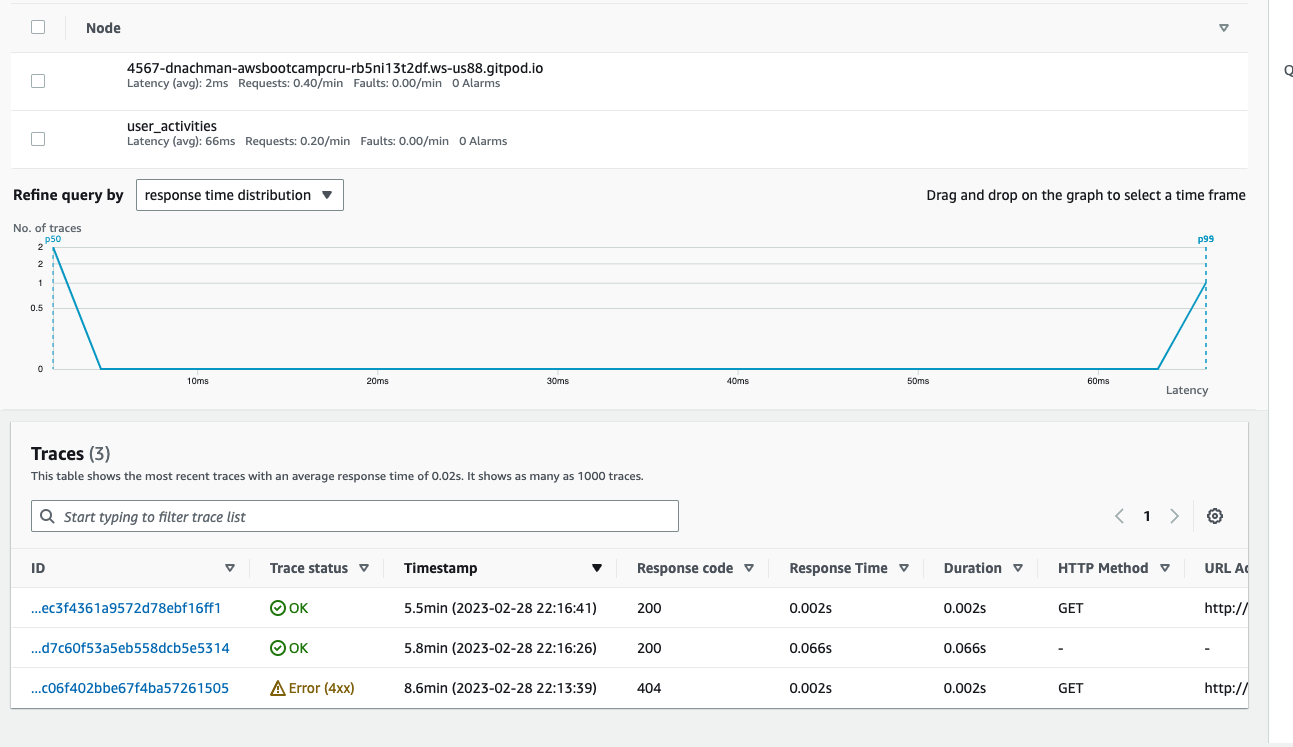 Node
4567-dnachman-awsbootcampcru-rb5ni13t2df.ws-us88.gitpod.io
Latency (avg): 2ms Requests: 0.40/min Faults: 0.00/min 0 Alarms
user_activities
Latency (avg): 66ms Requests: 0.20/min Faults: 0.00/min 0 Alarms
Refine query by response time distribution Drag and drop on the graph to select a time frame
No. of traces
p50
2
2
1
0.5
0
10ms 20ms 30ms 40ms 50ms 60ms
Latency
Traces (3)
This table shows the most recent traces with an average response time of 0.02s. It shows as many as 1000 traces.
Start typing to filter trace list 1
ID Trace status Timestamp Response code Response Time Duration HTTP Method URL
...ec3f4361a9572d78ebf16ff1 OK 5.5min (2023-02-28 22:16:41) 200 0.002s 0.002s GET http://
...d7c60f53a5eb558dcb5e5314 OK 5.8min (2023-02-28 22:16:26) 200 0.066s 0.066s - -
...c06f402bbe67f4ba57261505 Error (4xx) 8.6min (2023-02-28 22:13:39) 404 0.002s 0.002s GET http://